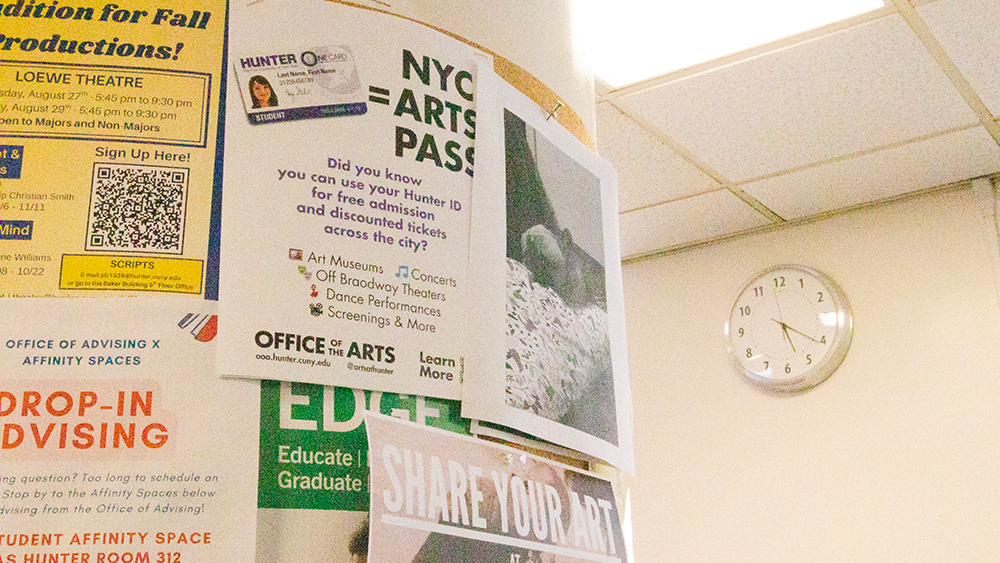 dition for Fall
Productions!
LOEWE THEATRE
sday, August 27th - 5:45 pm to 9:30 pm
y, August 29th - 5:45 pm to 9:30 pm
pen to Majors and Non-Majors
Sign Up Here!
t &
s
p Christian Smith
/6 - 11/11
Mind
ne Williams
08 - 10/22
SCRIPTS
or go to the Baker Building 5th Floor Office
OFFICE OF ADVISING X
AFFINITY SPACES
DROP-IN
DVISING
ing question? Too long to schedule an
Stop by to the Affinity Spaces below
dvising from the Office of Advising!
TUDENT AFFINITY SPACE
AS HUNTER ROOM 312
HUNTER ONECARD
Last Name, First Name
STUDENT
NYC
=ARTS
PASS
Did you know
you can use your Hunter ID
for free admission
and discounted tickets
across the city?
Art Museums Concerts
Off Braodway Theaters
Dance Performances
Screenings & More
OFFICE OF THE ARTS
ooa.hunter.cuny.edu @artsathunter
Learn
More
EDGE
Educate |
Graduate |
SHARE YOUR ART
AT
12 1 2 3 4 5 6 7 8 9 10 11